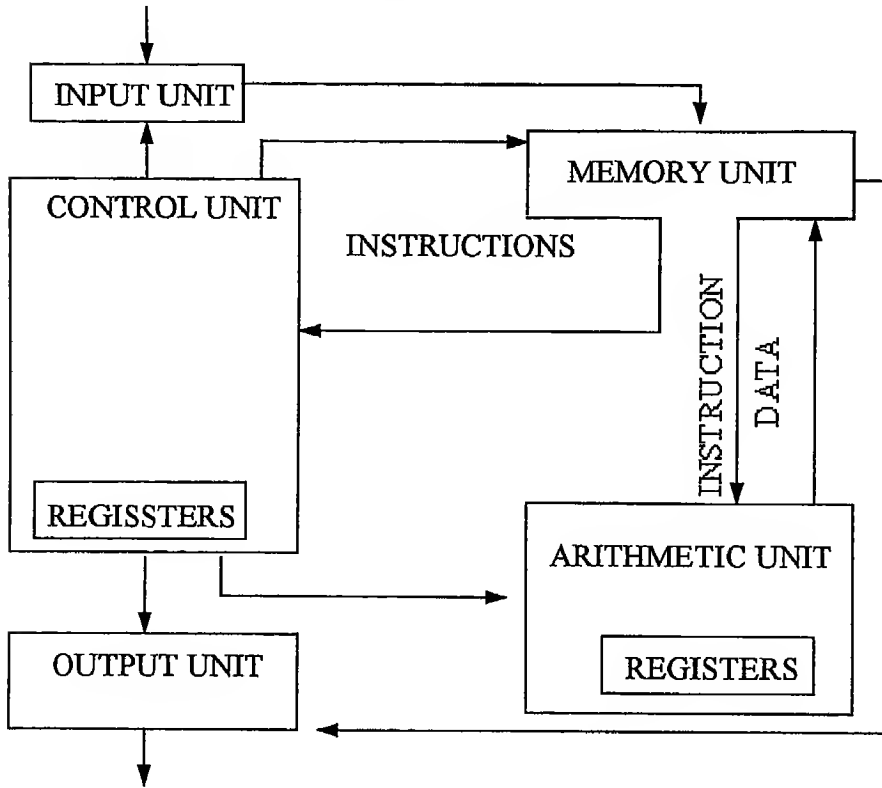 INPUT UNIT
MEMORY UNIT
CONTROL UNIT
INSTRUCTIONS
INSTRUCTION
DATA
REGISSTERS
ARITHMETIC UNIT
OUTPUT UNIT
REGISTERS